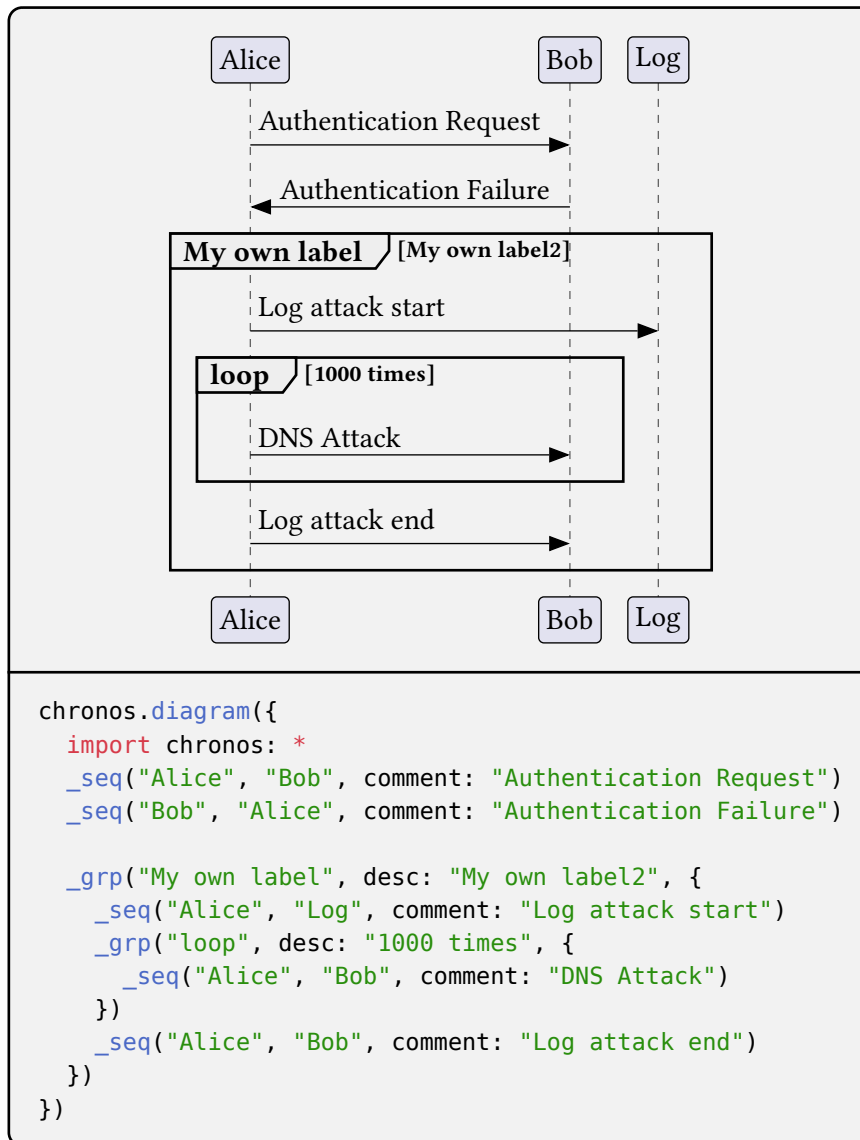 Alice Bob Log
Authentication Request
Authentication Failure
My own label [My own label2]
Log attack start
loop [1000 times]
DNS Attack
Log attack end
Alice Bob Log
chronos.diagram({
  import chronos: *
  _seq("Alice", "Bob", comment: "Authentication Request")
  _seq("Bob", "Alice", comment: "Authentication Failure")

  _grp("My own label", desc: "My own label2", {
    _seq("Alice", "Log", comment: "Log attack start")
    _grp("loop", desc: "1000 times", {
      _seq("Alice", "Bob", comment: "DNS Attack")
    })
    _seq("Alice", "Bob", comment: "Log attack end")
  })
})